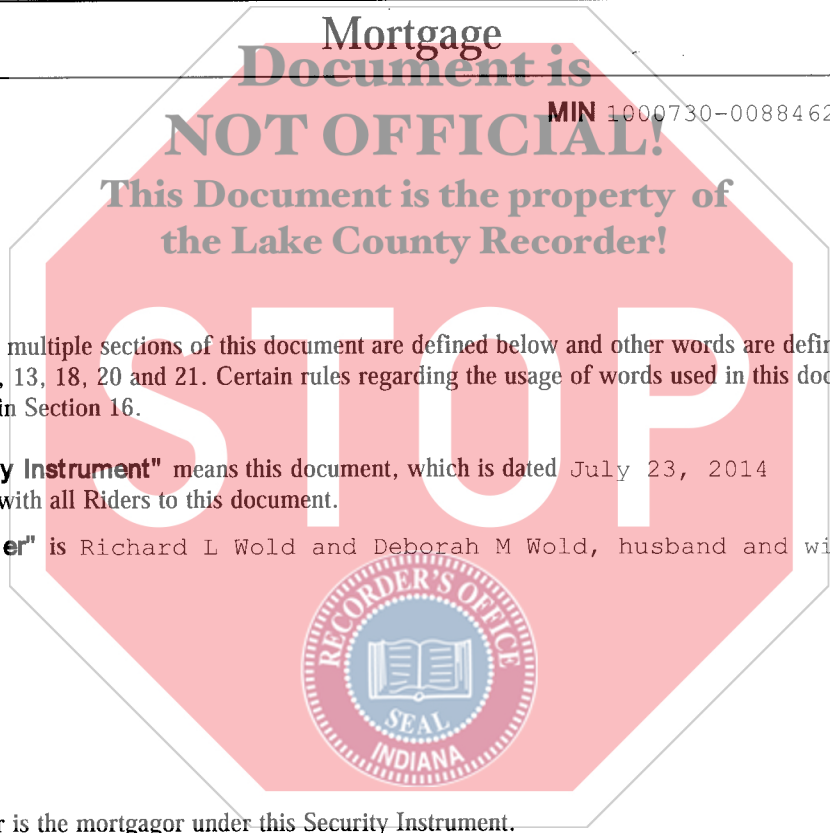 Mortgage
Document is
MIN 1000730-0088462
NOT OFFICIAL!
This Document is the property of
the Lake County Recorder!
STOP
multiple sections of this document are defined below and other words are defin
, 13, 18, 20 and 21. Certain rules regarding the usage of words used in this doc
in Section 16.
y Instrument" means this document, which is dated July 23, 2014
with all Riders to this document.
er" is Richard L Wold and Deborah M Wold, husband and wi
RECORDER'S OFFICE
SEAL
INDIANA
r is the mortgagor under this Security Instrument.